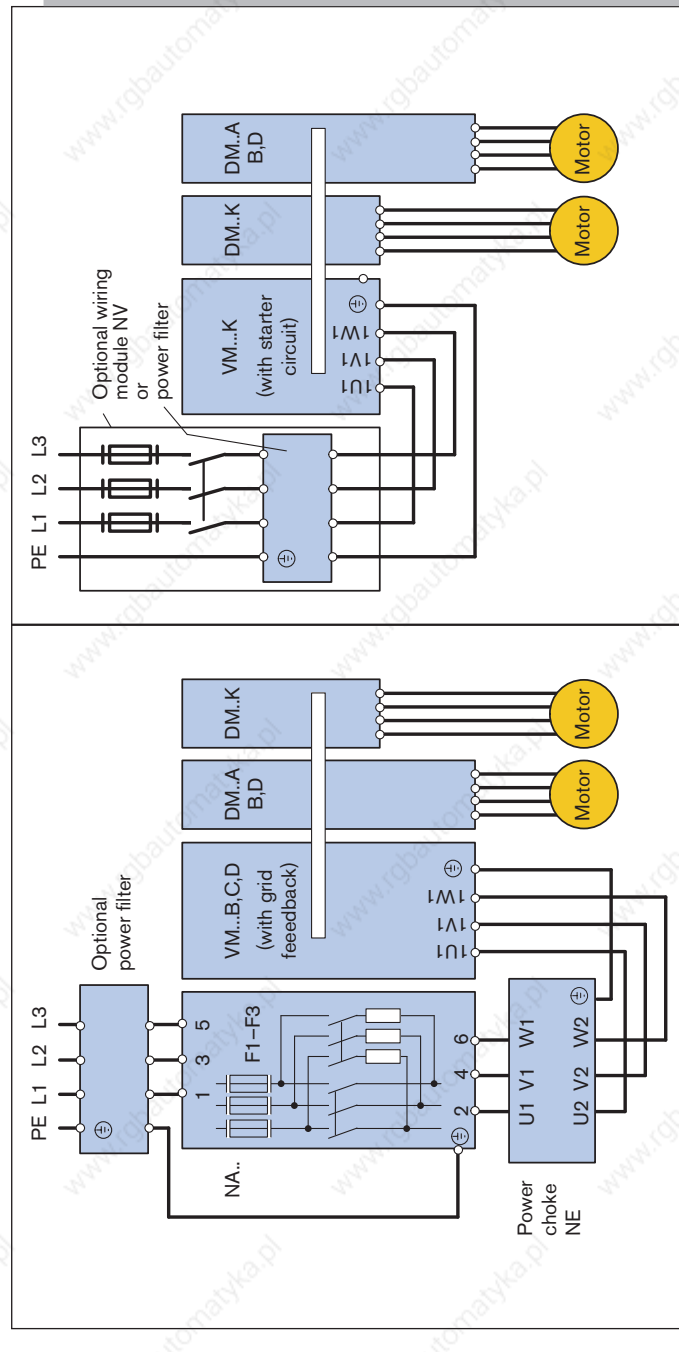 www.rgbautomatyka.pl
Optional wiring
module NV
or
power filter
PE L1 L2 L3
VM...K
(with starter
circuit)
1U1 1V1 1W1
DM..K
DM..A
B,D
Motor
Motor
Optional
power filter
PE L1 L2 L3
NA..
1 3 5
F1–F3
2 4 6
VM...B,C,D
(with grid
feeedback)
1U1 1V1 1W1
DM..A
B,D
DM..K
Motor
Motor
Power
choke
NE
U1 V1 W1
U2 V2 W2